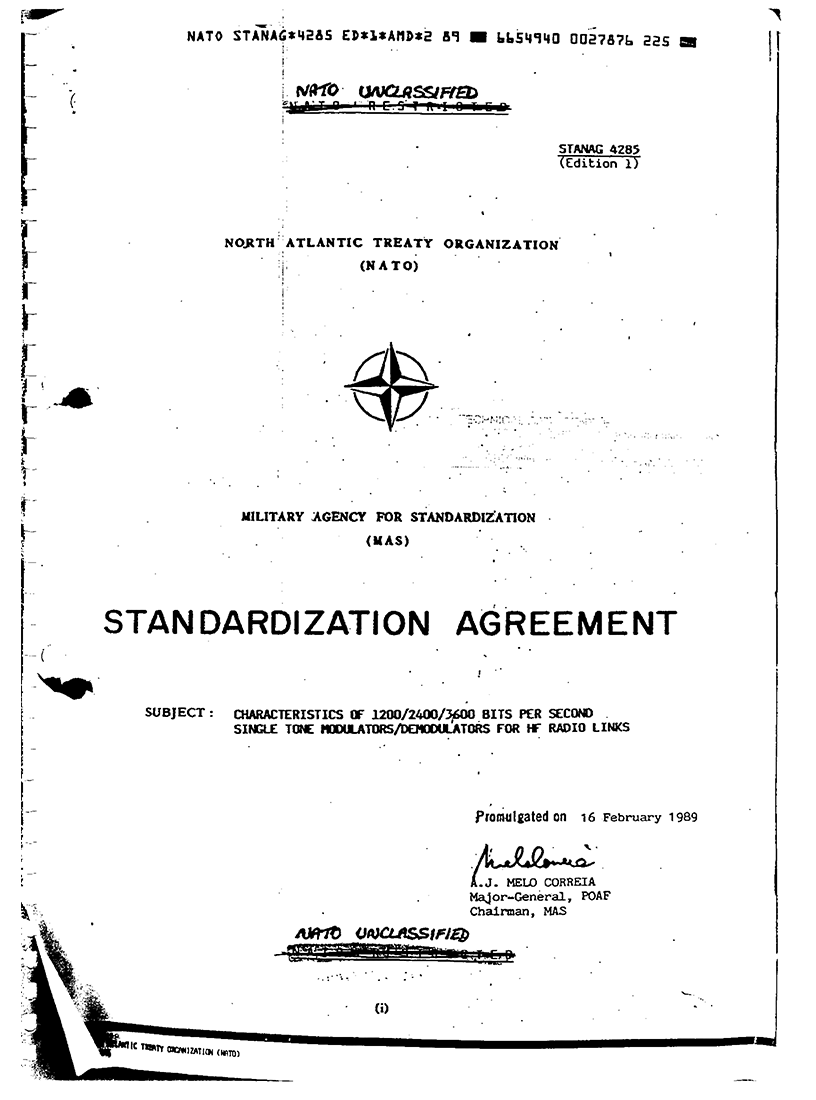 NATO STANAG*4285 ED*1*AMD*2 89 ■ 6654940 0027876 225 ■
NATO UNCLASSIFIED
NATO RESTRICTED
STANAG 4285
(Edition 1)
NORTH ATLANTIC TREATY ORGANIZATION
(NATO)
MILITARY AGENCY FOR STANDARDIZATION
(MAS)
STANDARDIZATION AGREEMENT
SUBJECT: CHARACTERISTICS OF 1200/2400/3600 BITS PER SECOND
SINGLE TONE MODULATORS/DEMODULATORS FOR HF RADIO LINKS
Promulgated on 16 February 1989
A.J. MELO CORREIA
Major-General, POAF
Chairman, MAS
NATO UNCLASSIFIED
(i)
LANTIC TREATY ORGANIZATION (NATO)